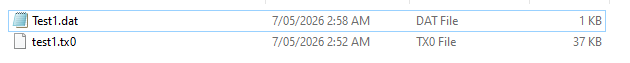 Test1.dat 7/05/2026 2:58 AM DAT File 1 KB
test1.tx0 7/05/2026 2:52 AM TX0 File 37 KB